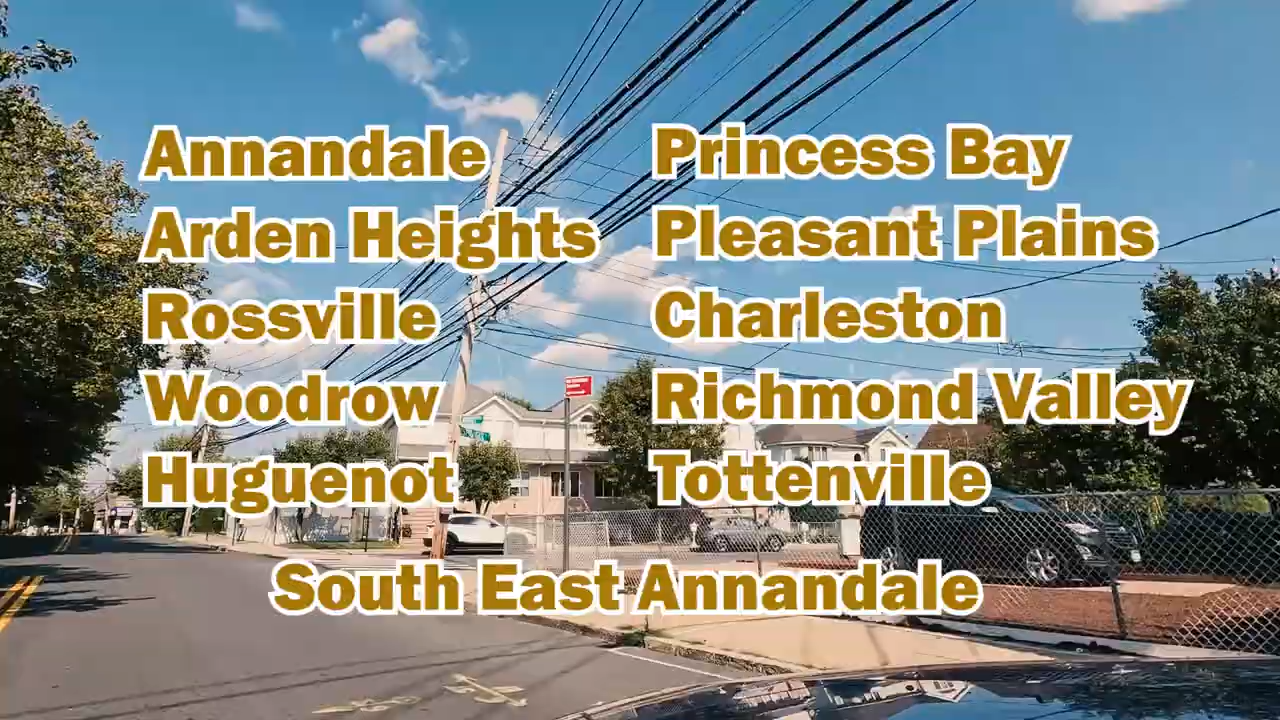 Annandale
Arden Heights
Rossville
Woodrow
Huguenot
Princess Bay
Pleasant Plains
Charleston
Richmond Valley
Tottenville
South East Annandale